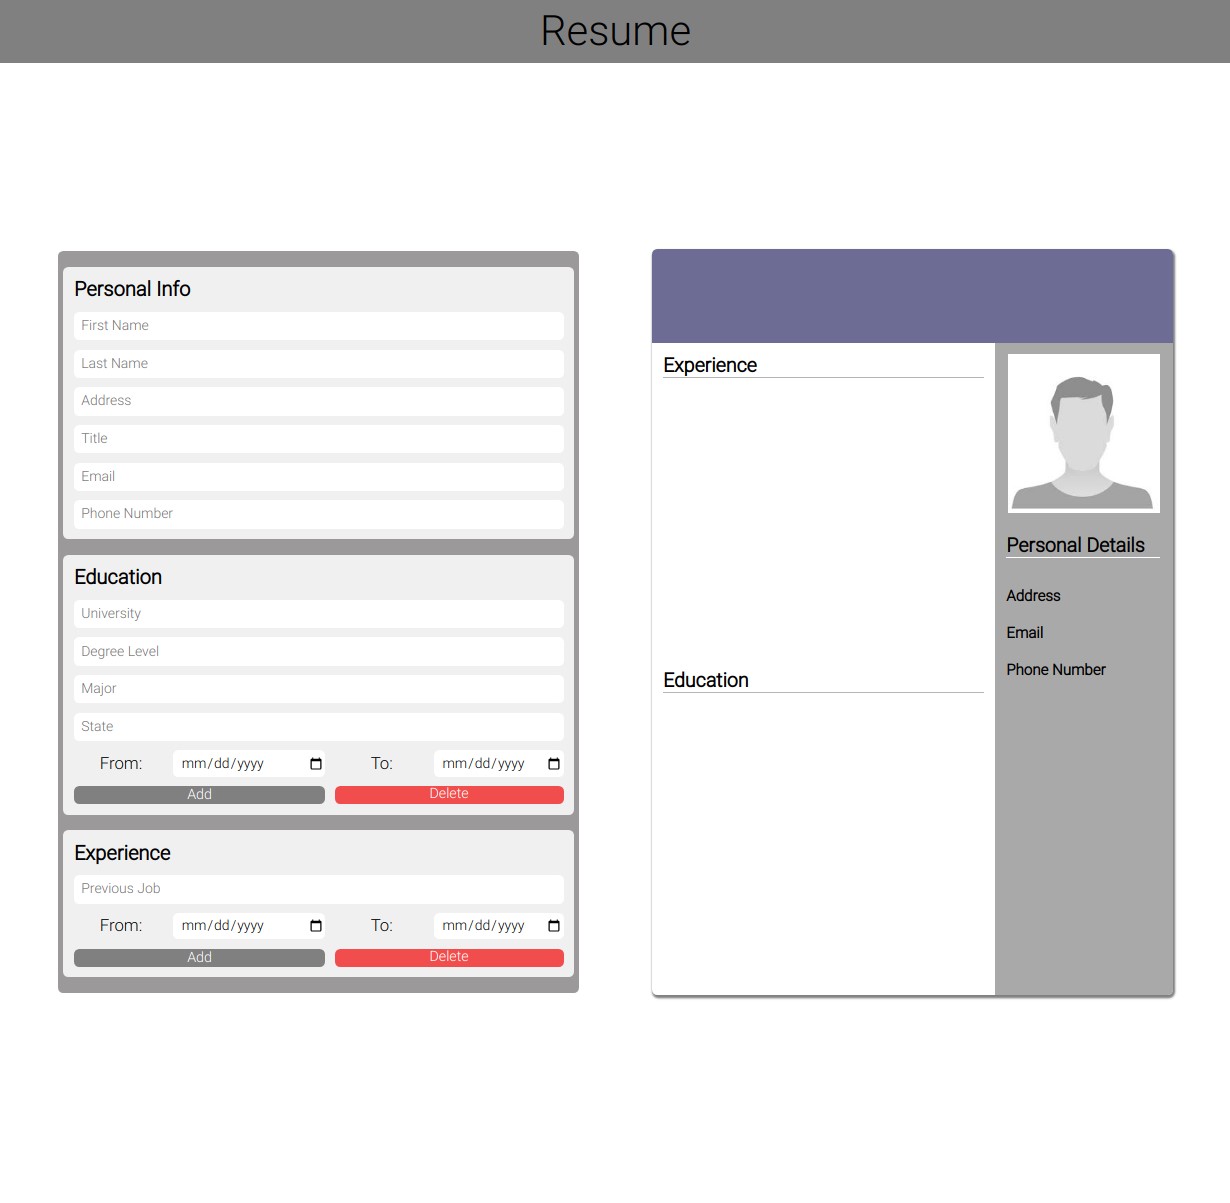 Resume
Personal Info
First Name
Last Name
Address
Title
Email
Phone Number
Education
University
Degree Level
Major
State
From: mm/dd/yyyy To: mm/dd/yyyy
Add Delete
Experience
Previous Job
From: mm/dd/yyyy To: mm/dd/yyyy
Add Delete
Experience
Education
Personal Details
Address
Email
Phone Number